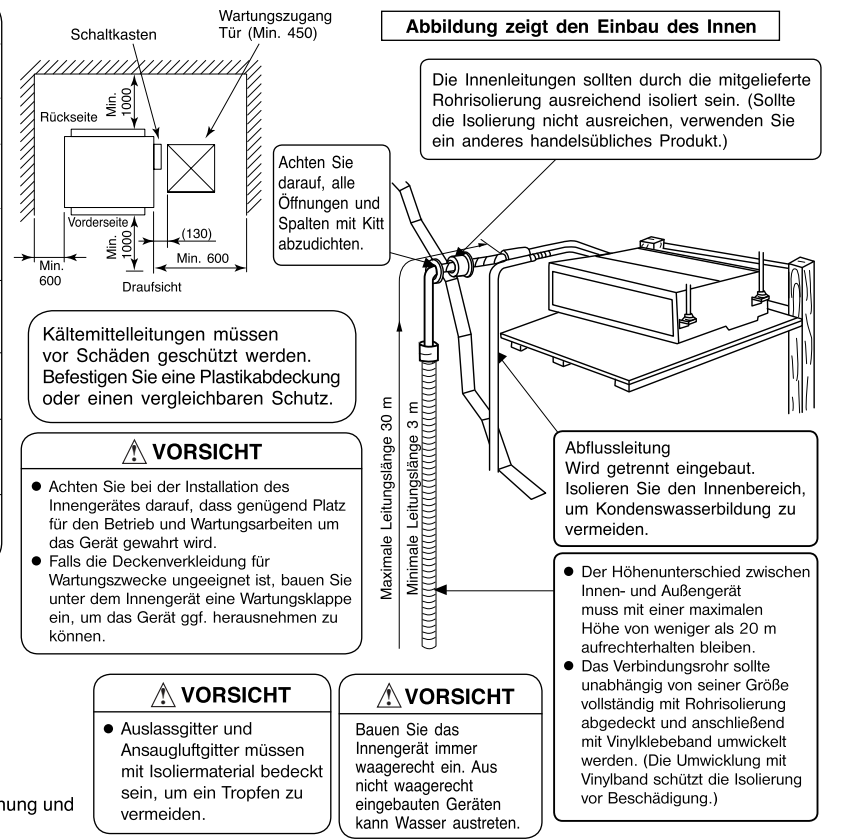 Wartungszugang
Tür (Min. 450)
Schaltkasten
Min.
1000
Rückseite
Vorderseite
Min.
1000
(130)
Min. 600
Min.
600
Draufsicht
Abbildung zeigt den Einbau des Innen
Die Innenleitungen sollten durch die mitgelieferte
Rohrisolierung ausreichend isoliert sein. (Sollte
die Isolierung nicht ausreichen, verwenden Sie
ein anderes handelsübliches Produkt.)
Achten Sie
darauf, alle
Öffnungen und
Spalten mit Kitt
abzudichten.
Kältemittelleitungen müssen
vor Schäden geschützt werden.
Befestigen Sie eine Plastikabdeckung
oder einen vergleichbaren Schutz.
VORSICHT
● Achten Sie bei der Installation des
Innengerätes darauf, dass genügend Platz
für den Betrieb und Wartungsarbeiten um
das Gerät gewahrt wird.
● Falls die Deckenverkleidung für
Wartungszwecke ungeeignet ist, bauen Sie
unter dem Innengerät eine Wartungsklappe
ein, um das Gerät ggf. herausnehmen zu
können.
Maximale Leitungslänge 30 m
Minimale Leitungslänge 3 m
Abflussleitung
Wird getrennt eingebaut.
Isolieren Sie den Innenbereich,
um Kondenswasserbildung zu
vermeiden.
● Der Höhenunterschied zwischen
Innen- und Außengerät
muss mit einer maximalen
Höhe von weniger als 20 m
aufrechterhalten bleiben.
● Das Verbindungsrohr sollte
unabhängig von seiner Größe
vollständig mit Rohrisolierung
abgedeckt und anschließend
mit Vinylklebeband umwickelt
werden. (Die Umwicklung mit
Vinylband schützt die Isolierung
vor Beschädigung.)
VORSICHT
● Auslassgitter und
Ansaugluftgitter müssen
mit Isoliermaterial bedeckt
sein, um ein Tropfen zu
vermeiden.
VORSICHT
Bauen Sie das
Innengerät immer
waagerecht ein. Aus
nicht waagerecht
eingebauten Geräten
kann Wasser austreten.
nung und